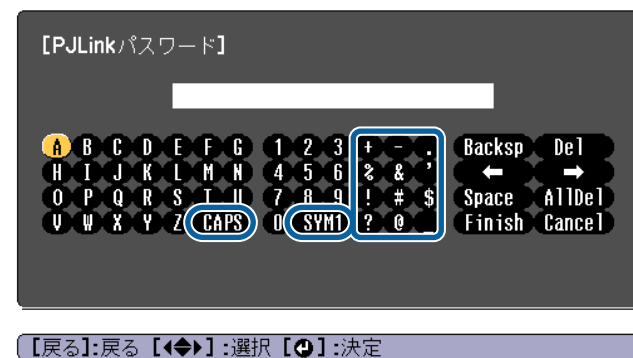 [PJLinkパスワード]
A B C D E F G 1 2 3 + - . Backsp Del
H I J K L M N 4 5 6 % & ' ← →
O P Q R S T U 7 8 9 ! # $ Space AllDel
V W X Y Z CAPS 0 SYM1 ? @ _ Finish Cancel
[戻る]:戻る [◀◆▶]:選択 [⏎]:決定